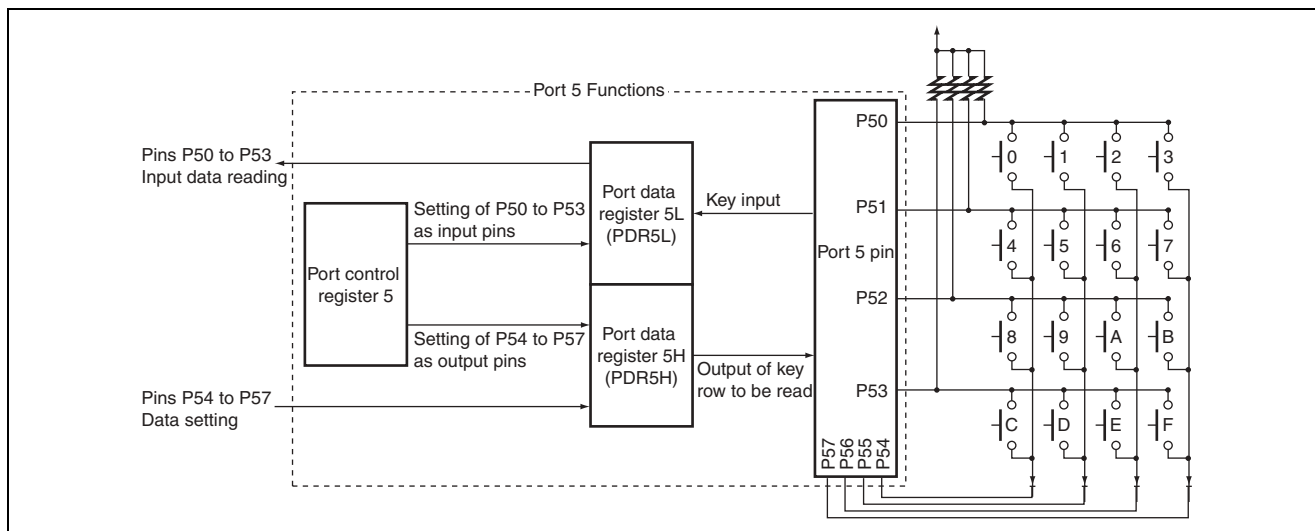 Port 5 Functions
Pins P50 to P53
Input data reading
Port control
register 5
Setting of P50 to P53
as input pins
Setting of P54 to P57
as output pins
Pins P54 to P57
Data setting
Port data
register 5L
(PDR5L)
Port data
register 5H
(PDR5H)
Key input
Output of key
row to be read
Port 5 pin
P50
P51
P52
P53
P57
P56
P55
P54
0 1 2 3
4 5 6 7
8 9 A B
C D E F